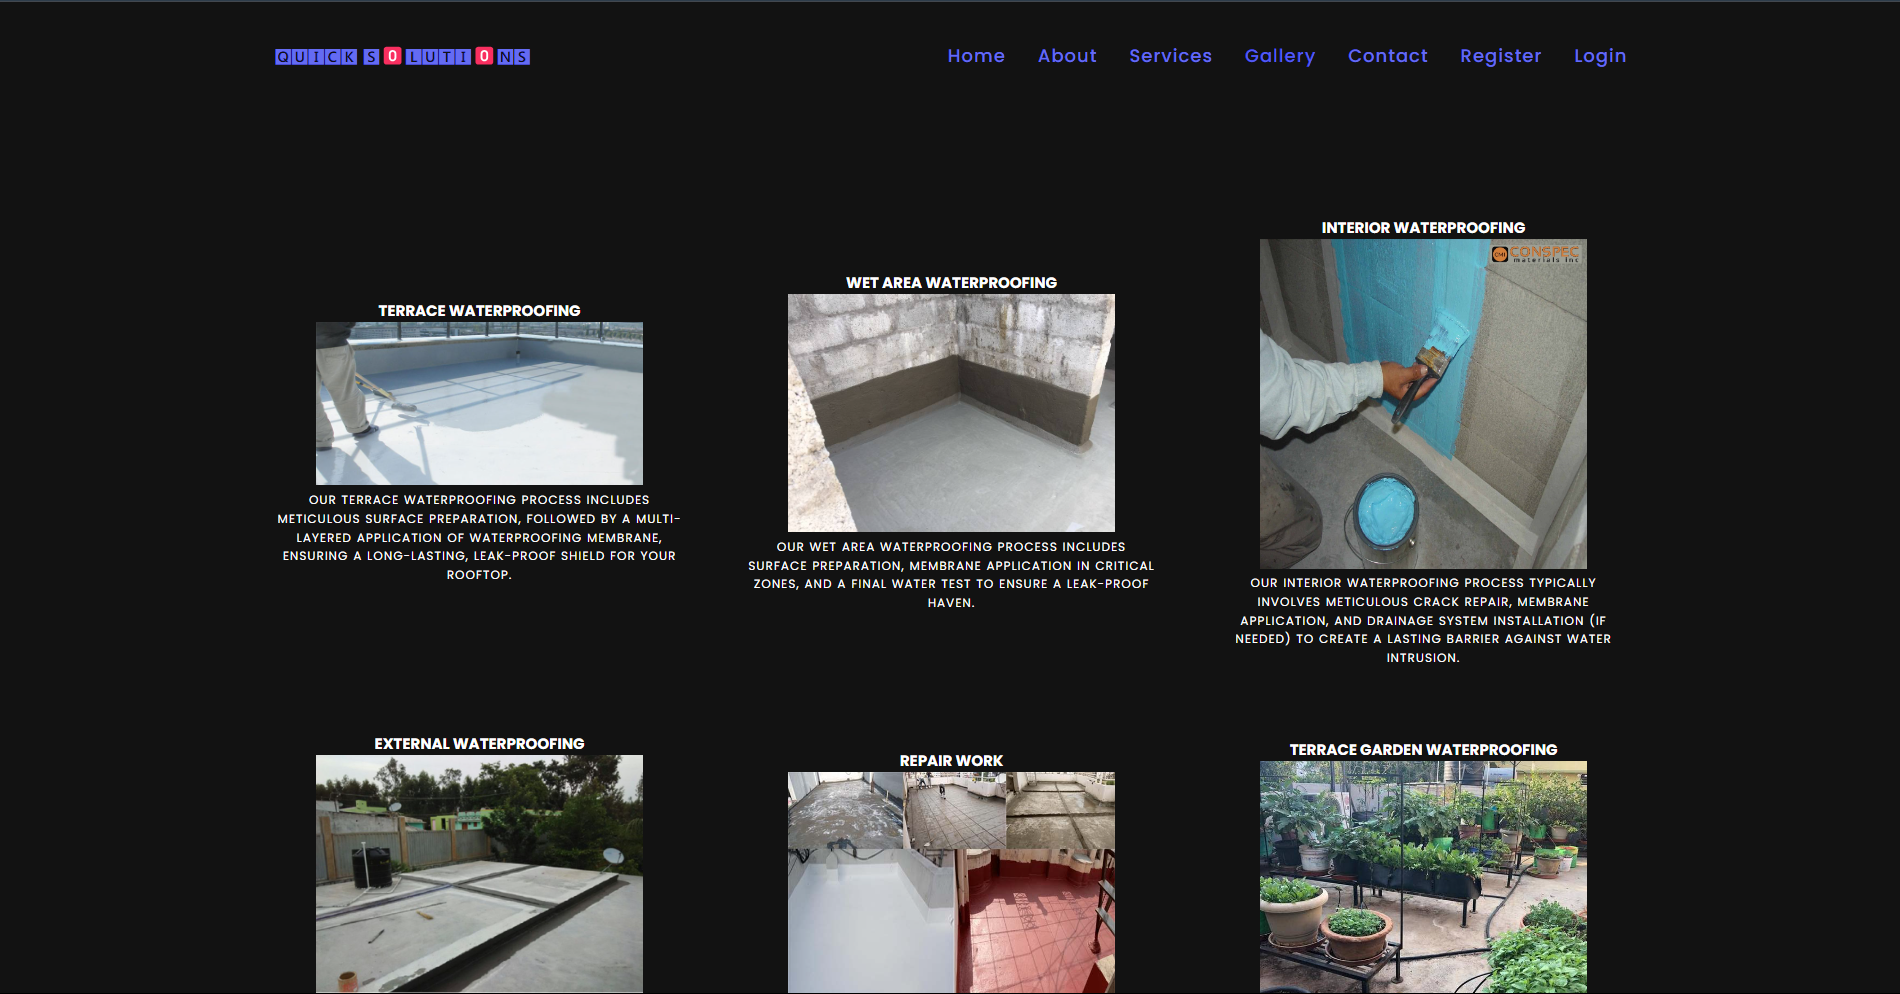 QUICK S0LUTI0NS
Home About Services Gallery Contact Register Login
TERRACE WATERPROOFING
OUR TERRACE WATERPROOFING PROCESS INCLUDES
METICULOUS SURFACE PREPARATION, FOLLOWED BY A MULTI-
LAYERED APPLICATION OF WATERPROOFING MEMBRANE,
ENSURING A LONG-LASTING, LEAK-PROOF SHIELD FOR YOUR
ROOFTOP.
WET AREA WATERPROOFING
OUR WET AREA WATERPROOFING PROCESS INCLUDES
SURFACE PREPARATION, MEMBRANE APPLICATION IN CRITICAL
ZONES, AND A FINAL WATER TEST TO ENSURE A LEAK-PROOF
HAVEN.
INTERIOR WATERPROOFING
CMI CONSPEC
materials inc
OUR INTERIOR WATERPROOFING PROCESS TYPICALLY
INVOLVES METICULOUS CRACK REPAIR, MEMBRANE
APPLICATION, AND DRAINAGE SYSTEM INSTALLATION (IF
NEEDED) TO CREATE A LASTING BARRIER AGAINST WATER
INTRUSION.
EXTERNAL WATERPROOFING
REPAIR WORK
TERRACE GARDEN WATERPROOFING